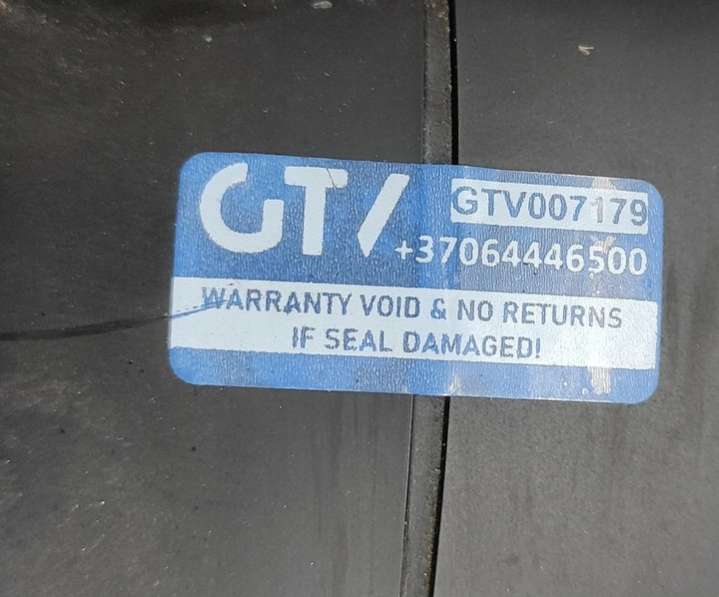 GTV
GTV007179
+37064446500
WARRANTY VOID & NO RETURNS
IF SEAL DAMAGED!